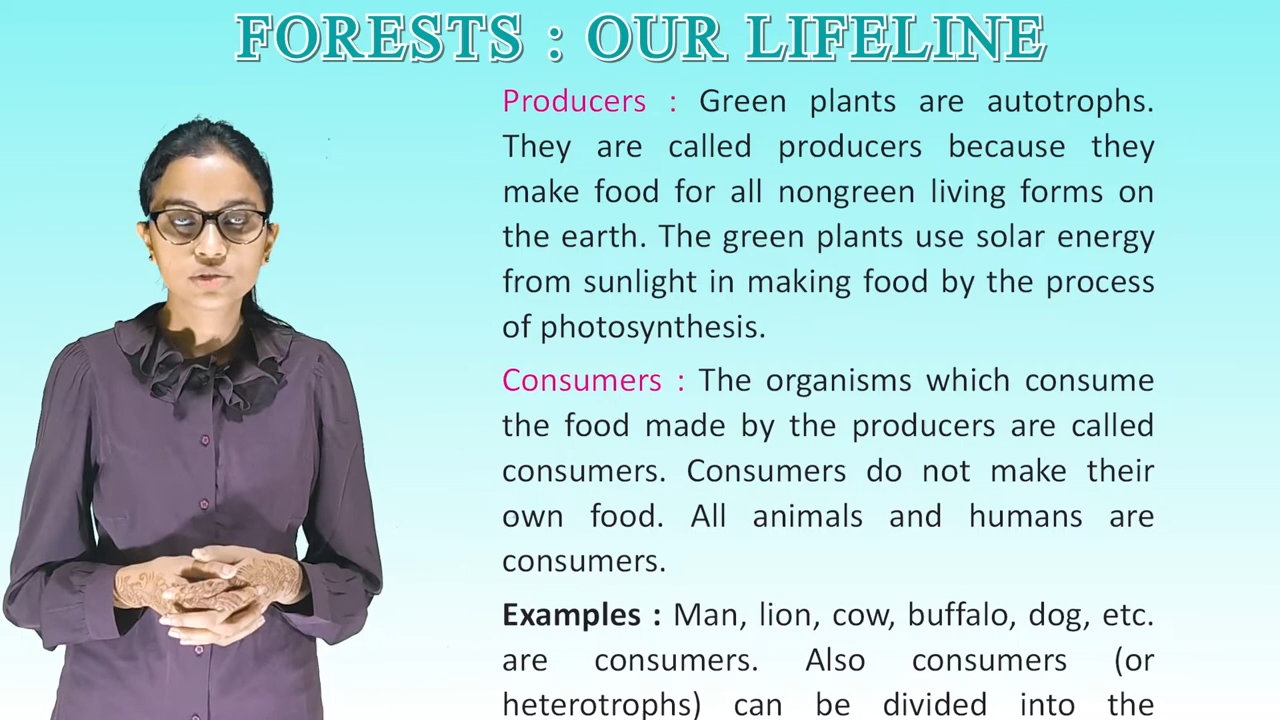 FORESTS : OUR LIFELINE
Producers : Green plants are autotrophs.
They are called producers because they
make food for all nongreen living forms on
the earth. The green plants use solar energy
from sunlight in making food by the process
of photosynthesis.
Consumers : The organisms which consume
the food made by the producers are called
consumers. Consumers do not make their
own food. All animals and humans are
consumers.
Examples : Man, lion, cow, buffalo, dog, etc.
are consumers. Also consumers (or
heterotrophs) can be divided into the